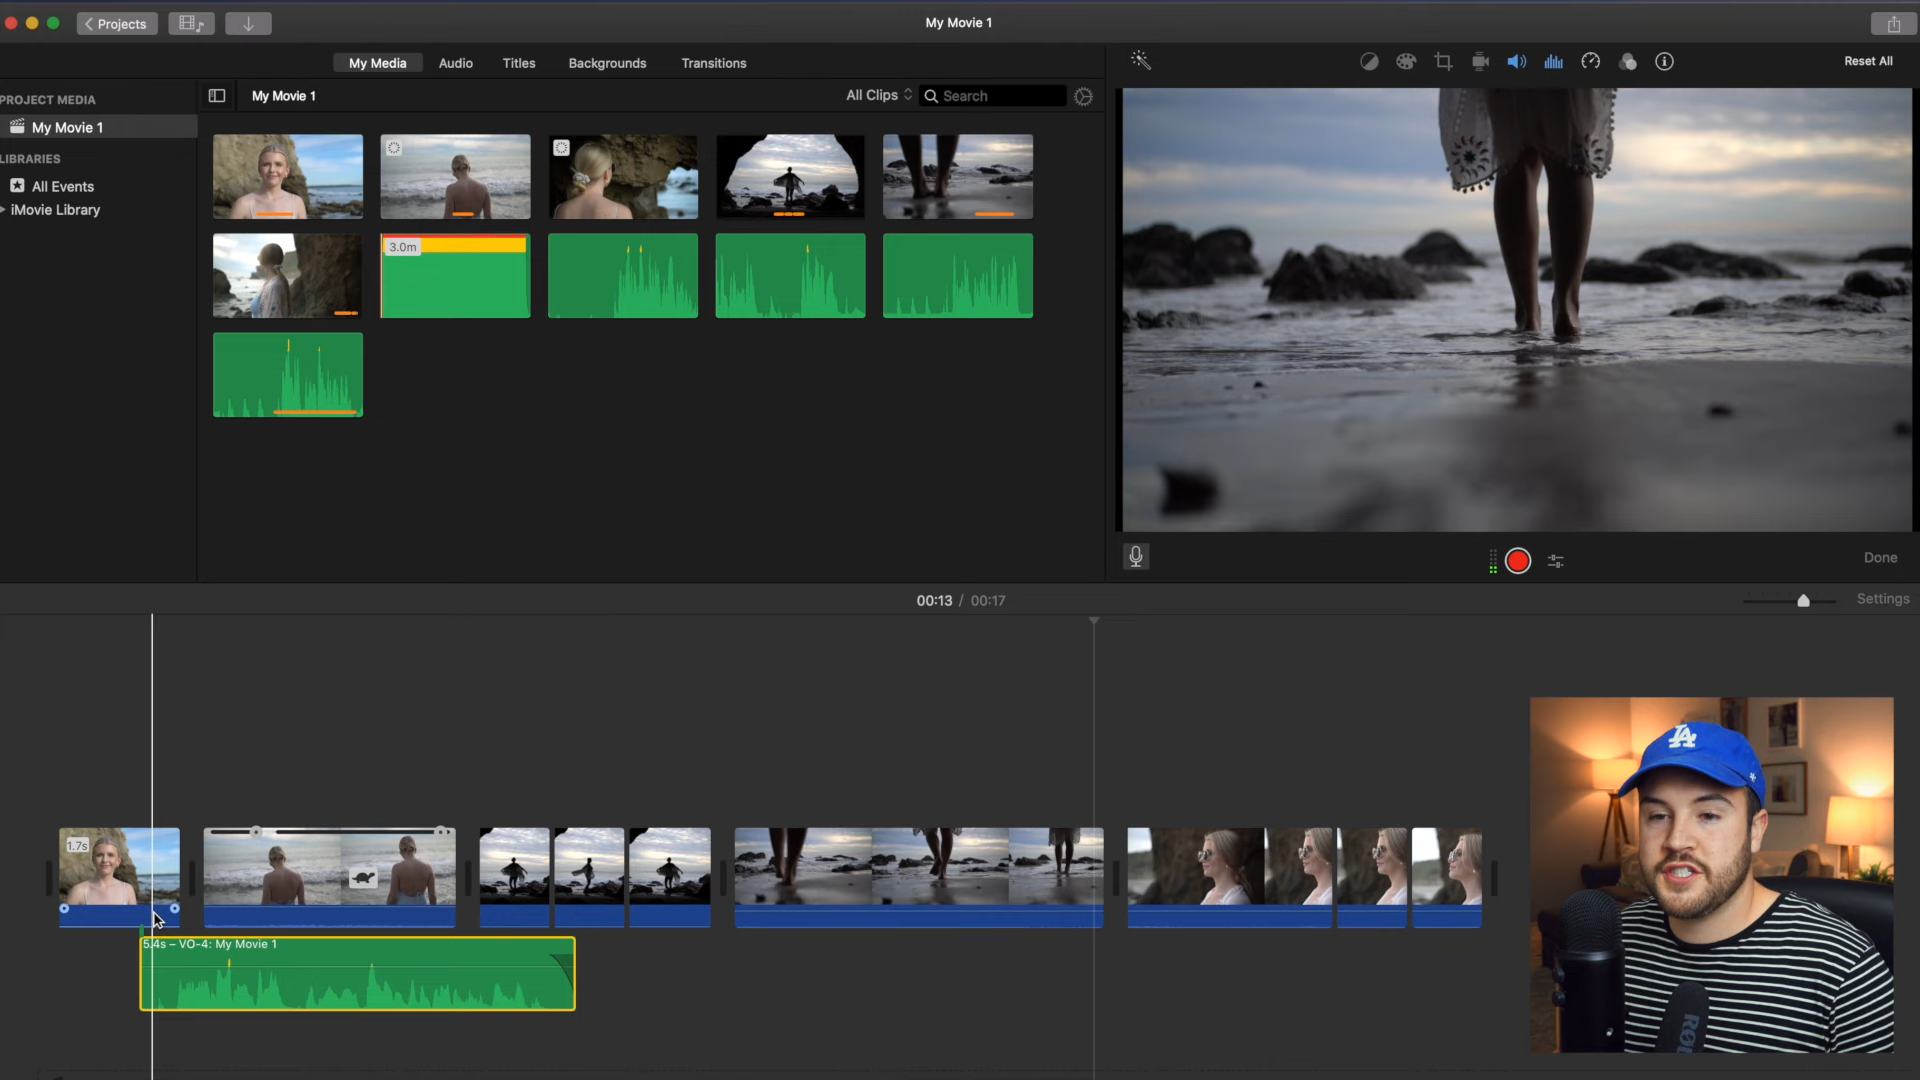 Projects
My Movie 1
My Media
Audio
Titles
Backgrounds
Transitions
Reset All
PROJECT MEDIA
My Movie 1
LIBRARIES
All Events
iMovie Library
My Movie 1
All Clips
Search
3.0m
Done
00:13 / 00:17
Settings
1.7s
5.4s – VO-4: My Movie 1
LA